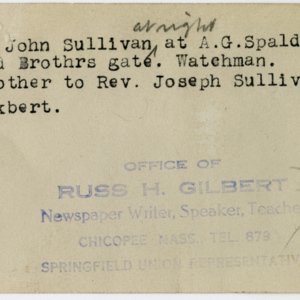 at right
John Sullivan, at A.G.Spald
Brothrs gate. Watchman.
other to Rev. Joseph Sulliv
kbert.
OFFICE OF
RUSS H. GILBERT
Newspaper Writer, Speaker, Teache
CHICOPEE MASS., TEL. 879
SPRINGFIELD UNION REPRESENTATIV